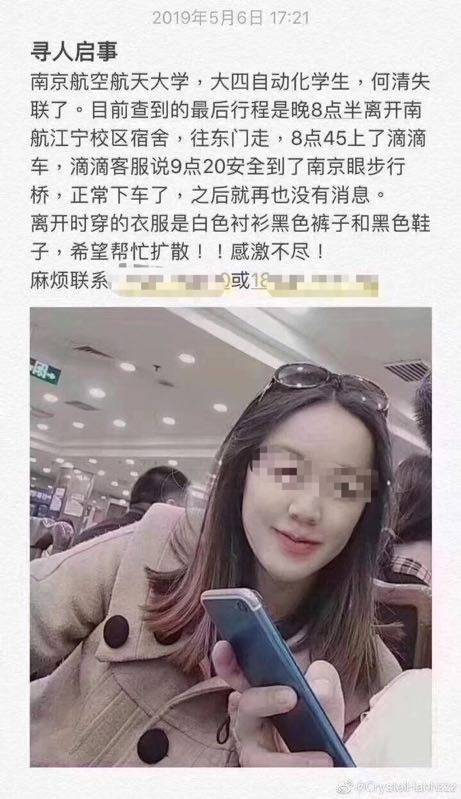 2019年5月6日 17:21
寻人启事
南京航空航天大学，大四自动化学生，何清失
联了。目前查到的最后行程是晚8点半离开南
航江宁校区宿舍，往东门走，8点45上了滴滴
车，滴滴客服说9点20安全到了南京眼步行
桥，正常下车了，之后就再也没有消息。
离开时穿的衣服是白色衬衫黑色裤子和黑色鞋
子，希望帮忙扩散！！感激不尽！
麻烦联系 0或18